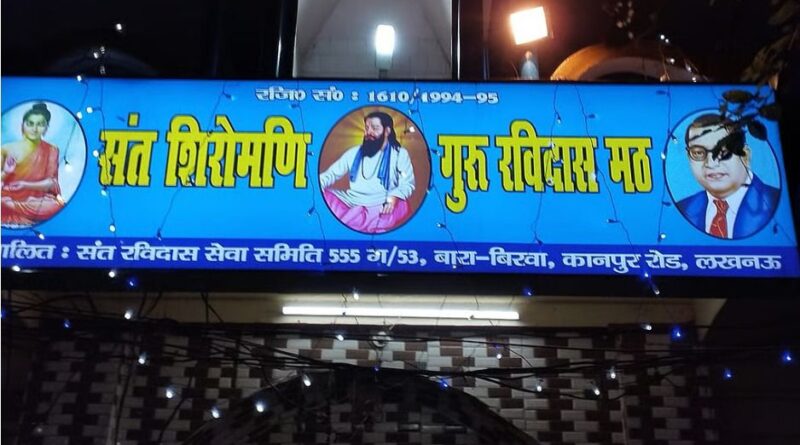 रजि० सं० : 1610/1994-95
संत शिरोमणि गुरू रविदास मठ
ालित : संत रविदास सेवा समिति 555 ग/53, बारा-बिरवा, कानपुर रोड, लखनऊ